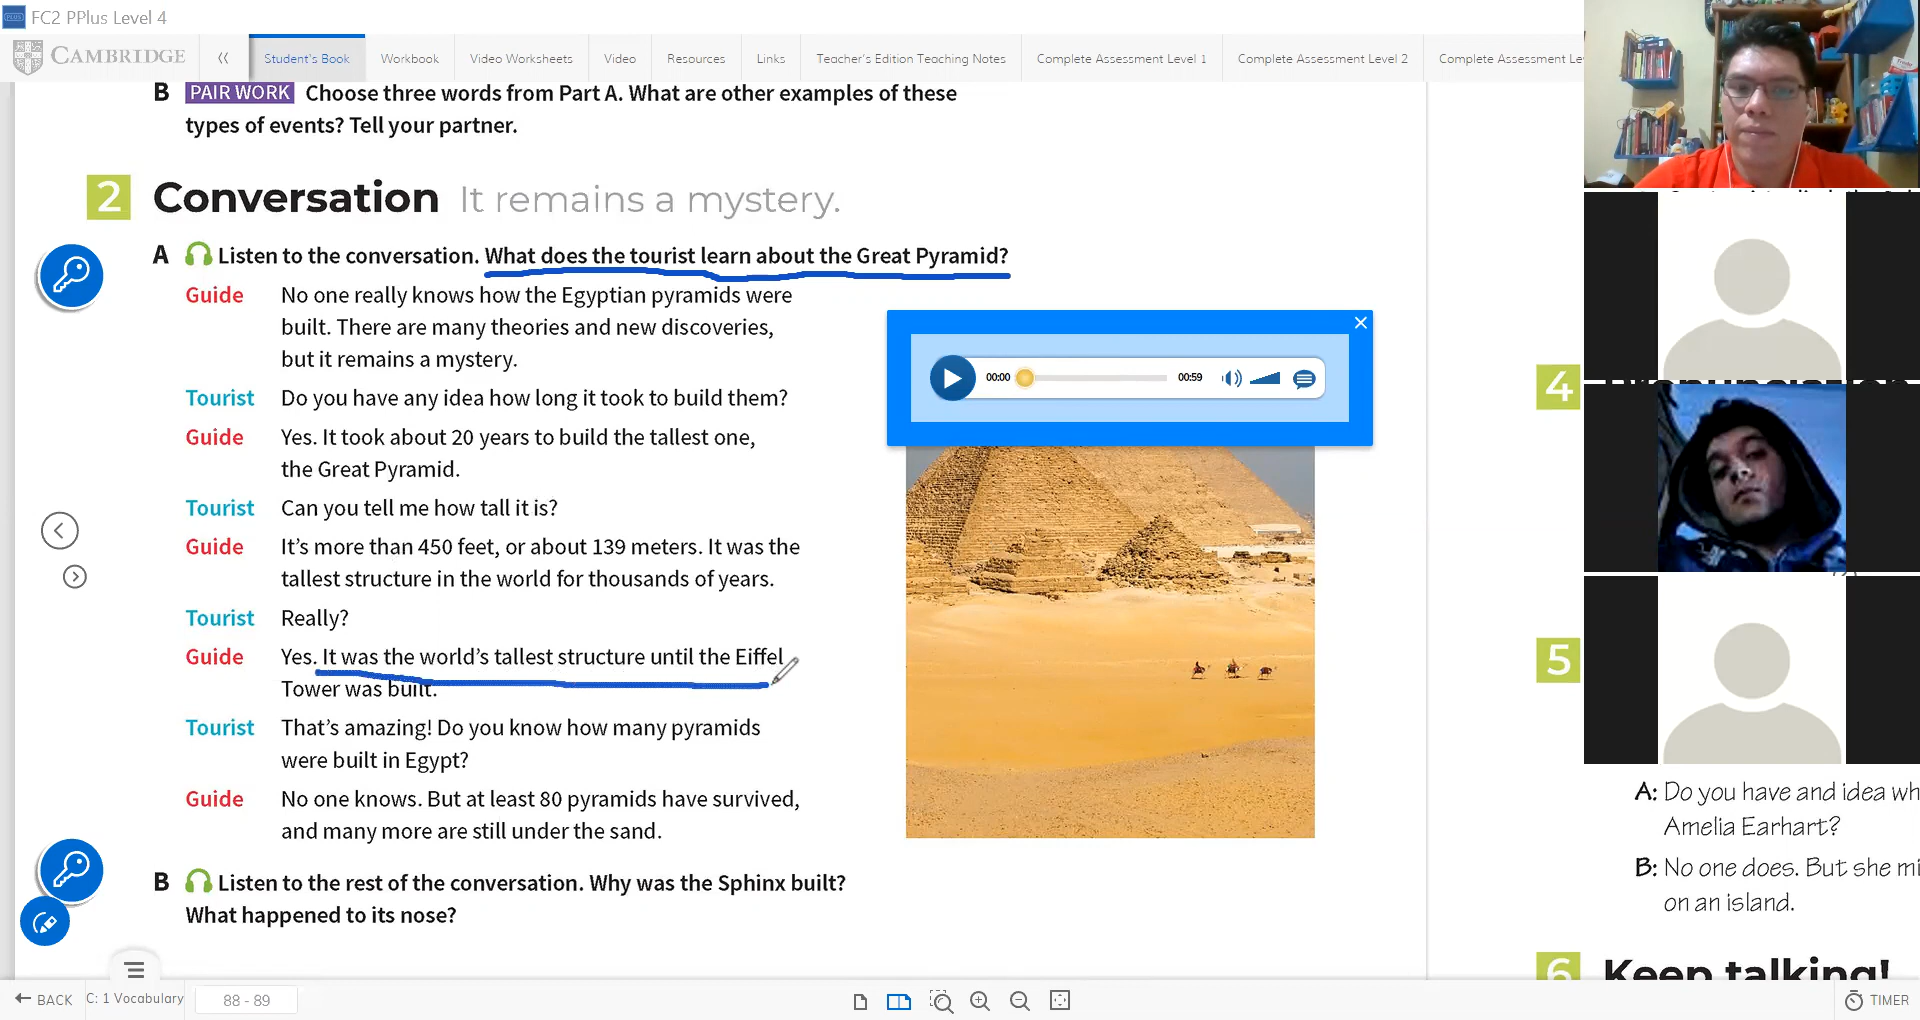 FC2 PPlus Level 4
CAMBRIDGE
Student's Book
Workbook
Video Worksheets
Video
Resources
Links
Teacher's Edition Teaching Notes
Complete Assessment Level 1
Complete Assessment Level 2
Complete Assessment Le
B PAIR WORK Choose three words from Part A. What are other examples of these
types of events? Tell your partner.
2 Conversation It remains a mystery.
A Listen to the conversation. What does the tourist learn about the Great Pyramid?
Guide No one really knows how the Egyptian pyramids were
built. There are many theories and new discoveries,
but it remains a mystery.
Tourist Do you have any idea how long it took to build them?
Guide Yes. It took about 20 years to build the tallest one,
the Great Pyramid.
Tourist Can you tell me how tall it is?
Guide It's more than 450 feet, or about 139 meters. It was the
tallest structure in the world for thousands of years.
Tourist Really?
Guide Yes. It was the world's tallest structure until the Eiffel
Tower was built.
Tourist That's amazing! Do you know how many pyramids
were built in Egypt?
Guide No one knows. But at least 80 pyramids have survived,
and many more are still under the sand.
B Listen to the rest of the conversation. Why was the Sphinx built?
What happened to its nose?
00:00
00:59
4
5
A: Do you have and idea wh
Amelia Earhart?
B: No one does. But she mi
on an island.
6 Keep talking!
BACK
C: 1 Vocabulary
88 - 89
TIMER